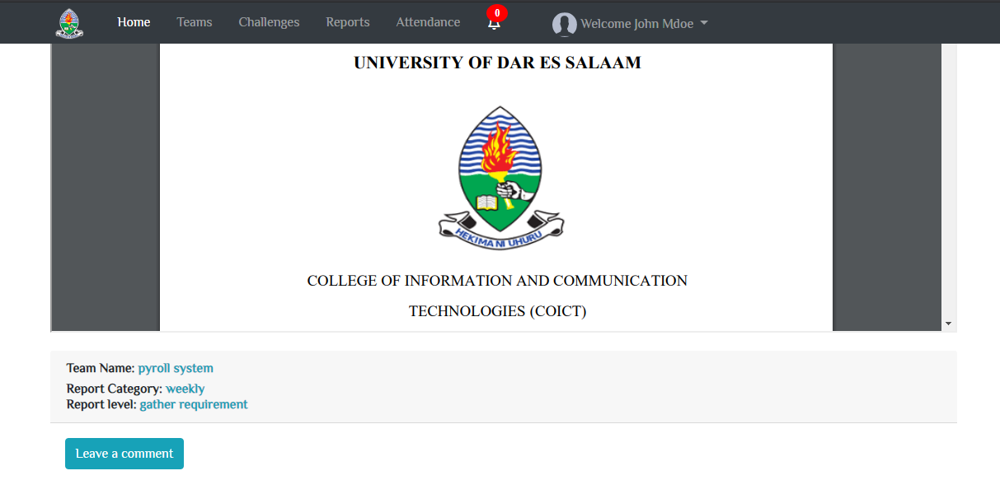 Home Teams Challenges Reports Attendance 0 Welcome John Mdoe
UNIVERSITY OF DAR ES SALAAM
HEKIMA NI UHURU
COLLEGE OF INFORMATION AND COMMUNICATION
TECHNOLOGIES (COICT)
Team Name: pyroll system
Report Category: weekly
Report level: gather requirement
Leave a comment